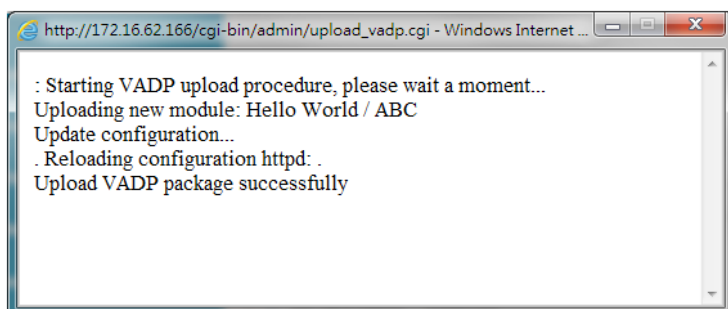 http://172.16.62.166/cgi-bin/admin/upload_vadp.cgi - Windows Internet ...
: Starting VADP upload procedure, please wait a moment...
Uploading new module: Hello World / ABC
Update configuration...
. Reloading configuration httpd: .
Upload VADP package successfully